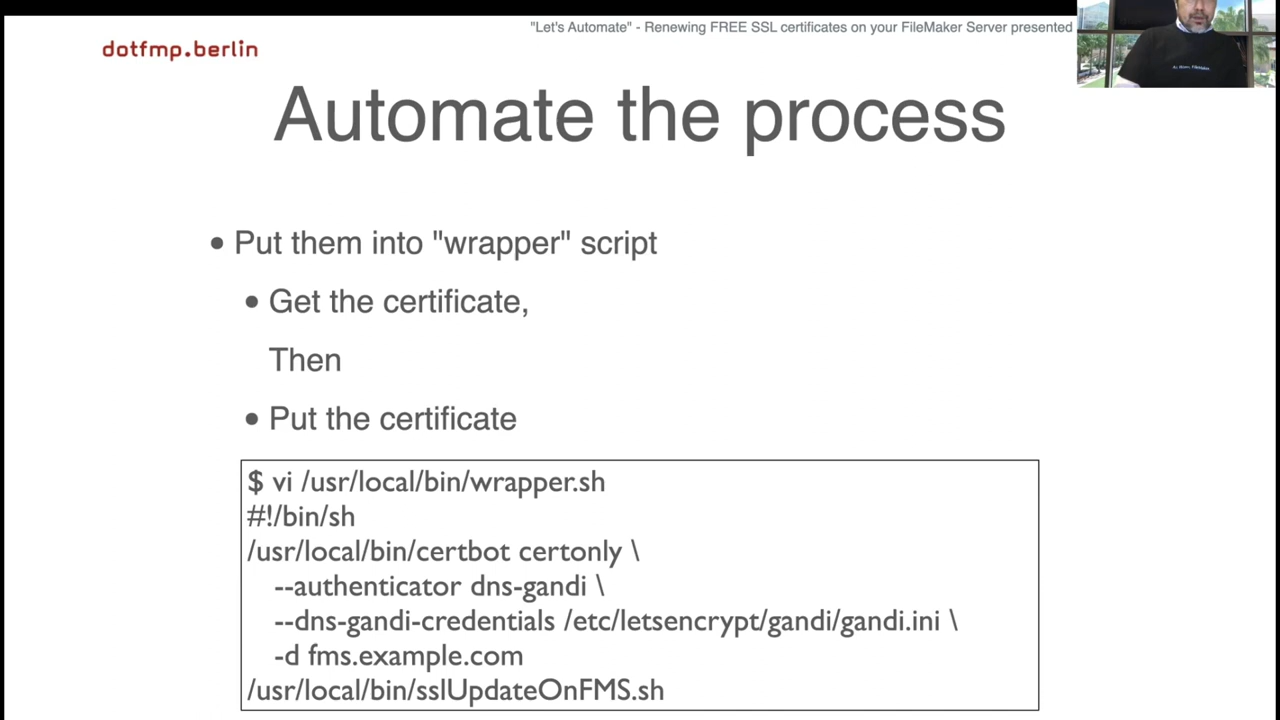 "Let's Automate" - Renewing FREE SSL certificates on your FileMaker Server presented
dotfmp.berlin
Automate the process
• Put them into "wrapper" script
• Get the certificate,
Then
• Put the certificate
$ vi /usr/local/bin/wrapper.sh
#!/bin/sh
/usr/local/bin/certbot certonly \
--authenticator dns-gandi \
--dns-gandi-credentials /etc/letsencrypt/gandi/gandi.ini \
-d fms.example.com
/usr/local/bin/sslUpdateOnFMS.sh